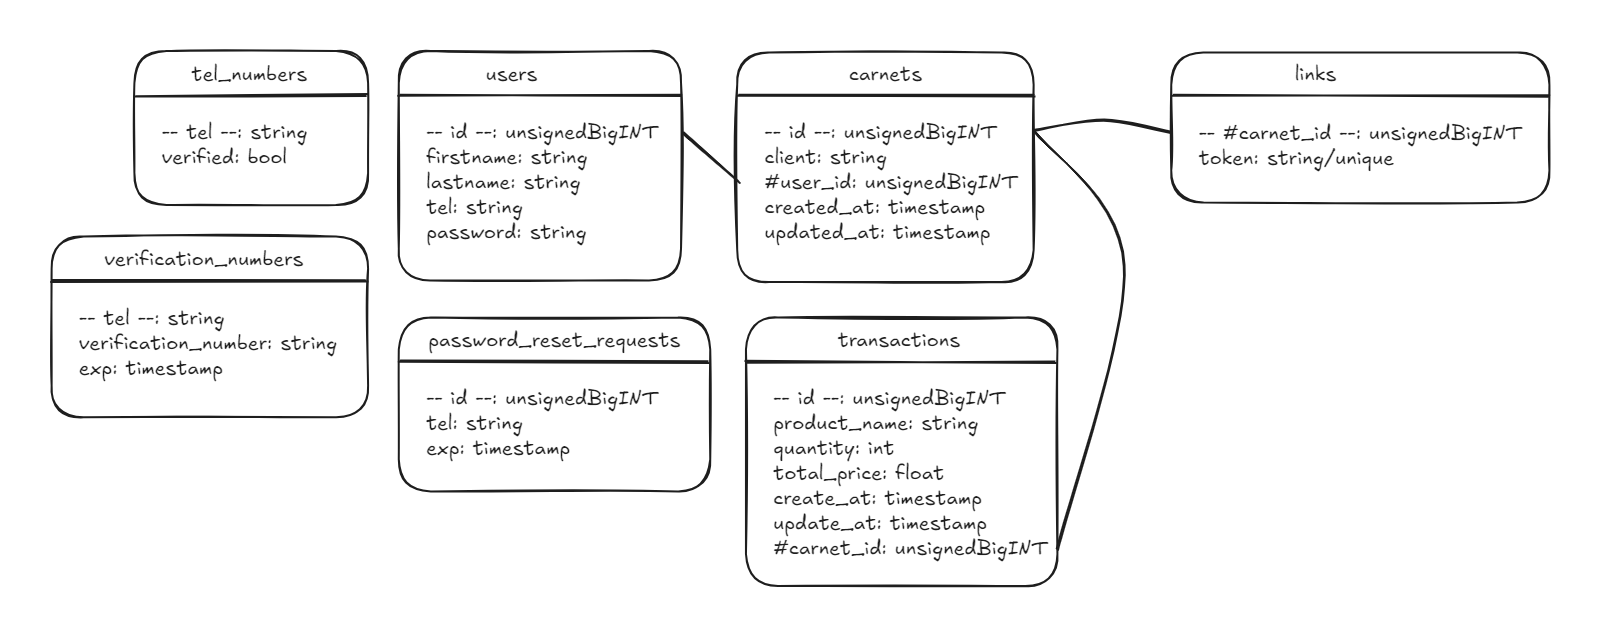 tel_numbers
-- tel --: string
verified: bool
users
-- id --: unsignedBigINT
firstname: string
lastname: string
tel: string
password: string
carnets
-- id --: unsignedBigINT
client: string
#user_id: unsignedBigINT
created_at: timestamp
updated_at: timestamp
links
-- #carnet_id --: unsignedBigINT
token: string/unique
verification_numbers
-- tel --: string
verification_number: string
exp: timestamp
password_reset_requests
-- id --: unsignedBigINT
tel: string
exp: timestamp
transactions
-- id --: unsignedBigINT
product_name: string
quantity: int
total_price: float
create_at: timestamp
update_at: timestamp
#carnet_id: unsignedBigINT